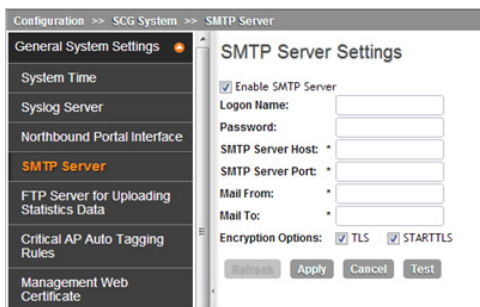 Configuration >> SCG System >> SMTP Server
General System Settings
System Time
Syslog Server
Northbound Portal Interface
SMTP Server
FTP Server for Uploading
Statistics Data
Critical AP Auto Tagging
Rules
Management Web
Certificate
SMTP Server Settings
Enable SMTP Server
Logon Name:
Password:
SMTP Server Host: *
SMTP Server Port: *
Mail From: *
Mail To: *
Encryption Options: TLS STARTTLS
Refresh Apply Cancel Test